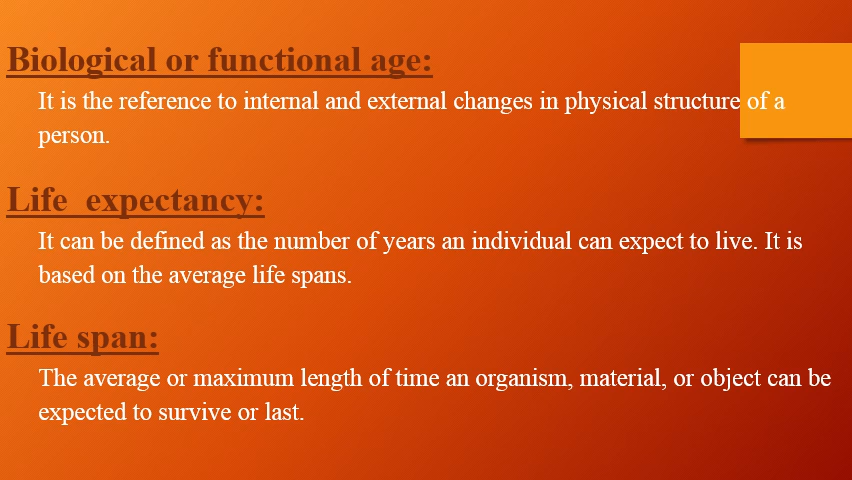 Biological or functional age:
It is the reference to internal and external changes in physical structure of a
person.
Life  expectancy:
It can be defined as the number of years an individual can expect to live. It is
based on the average life spans.
Life span:
The average or maximum length of time an organism, material, or object can be
expected to survive or last.